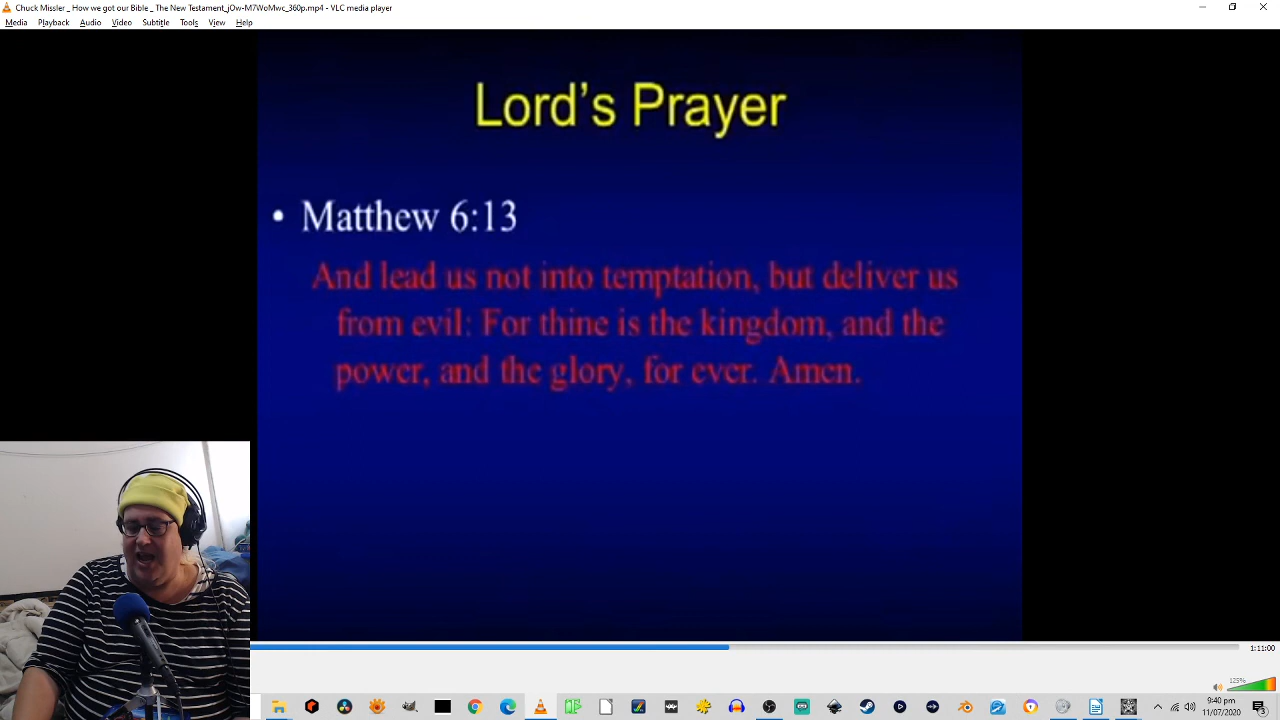 Chuck Missler _ How we got our Bible _ The New Testament_jOw-M7WoMwc_360p.mp4 - VLC media player
Media Playback Audio Video Subtitle Tools View Help
Lord’s Prayer
• Matthew 6:13
And lead us not into temptation, but deliver us
from evil: For thine is the kingdom, and the
power, and the glory, for ever. Amen.
1:11:00
125%
9:40 pm
11/07/2020